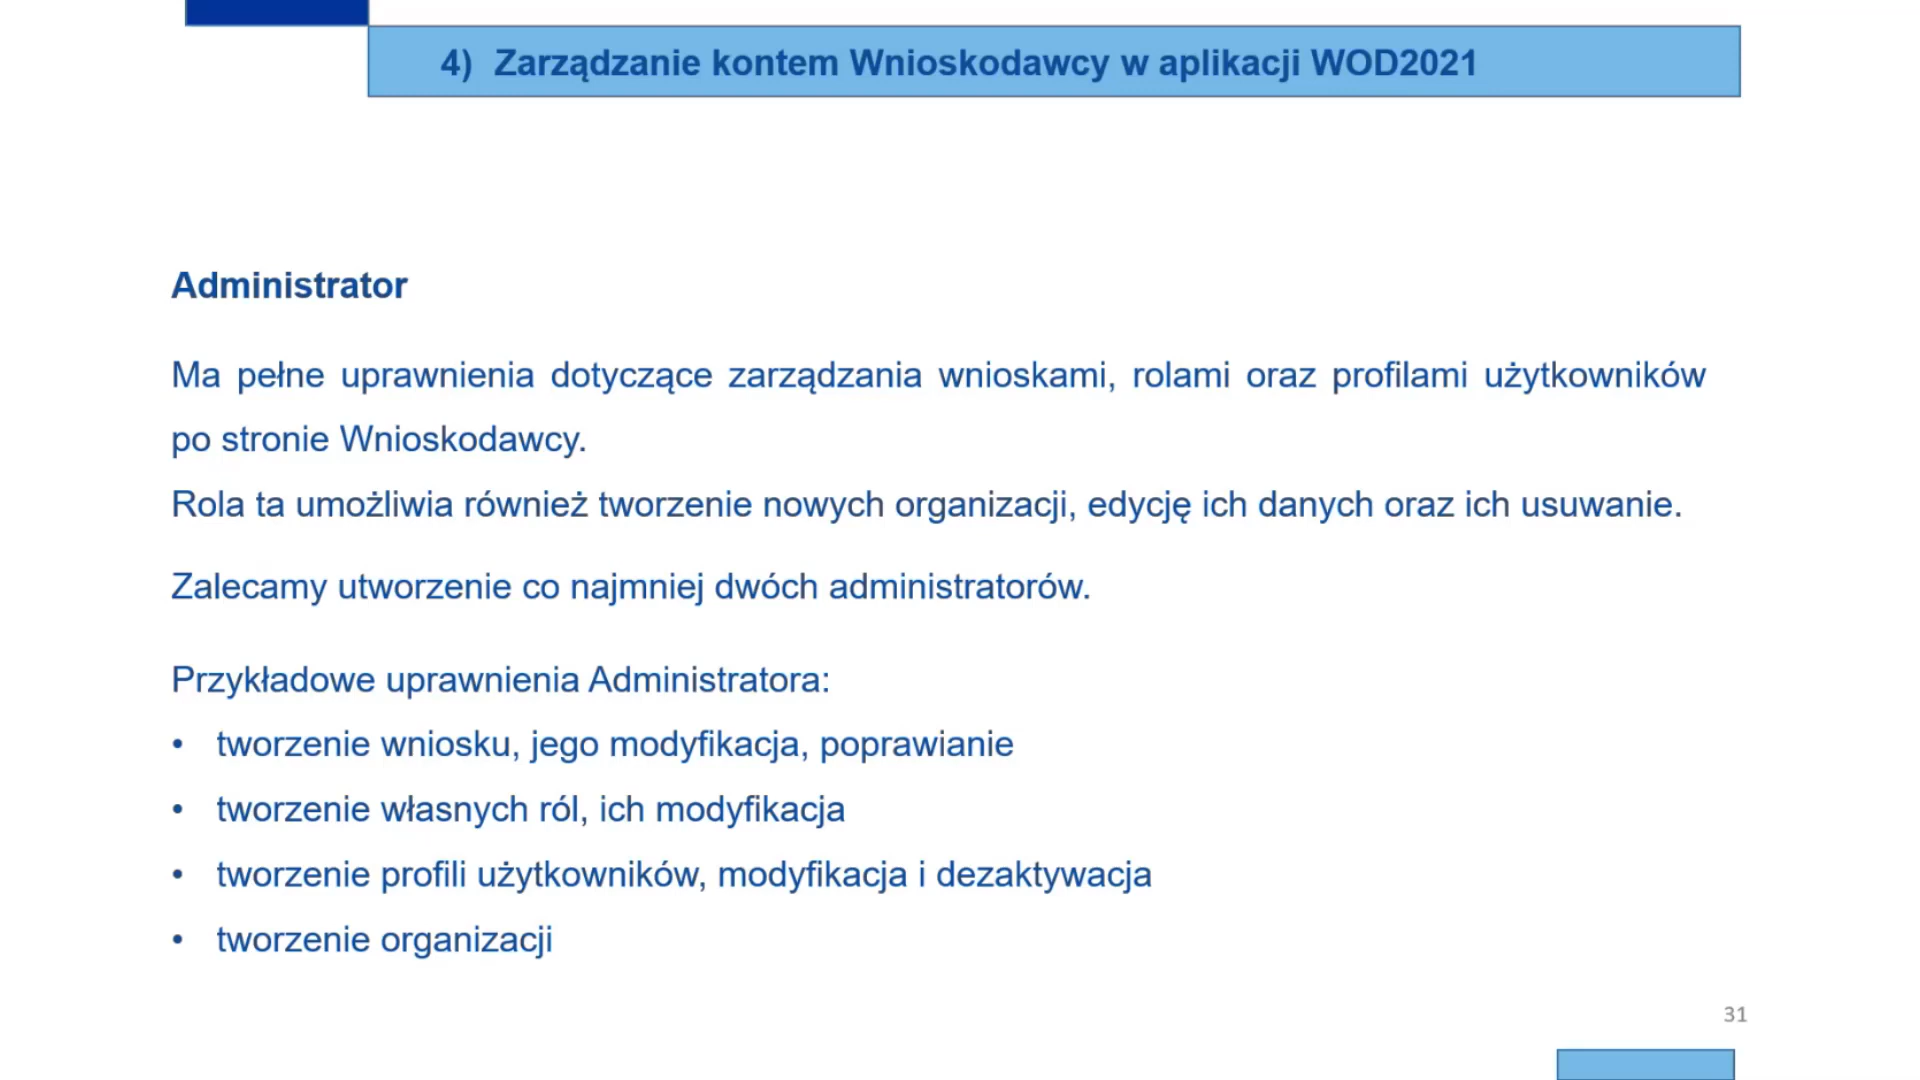 4) Zarządzanie kontem Wnioskodawcy w aplikacji WOD2021
Administrator
Ma pełne uprawnienia dotyczące zarządzania wnioskami, rolami oraz profilami użytkowników
po stronie Wnioskodawcy.
Rola ta umożliwia również tworzenie nowych organizacji, edycję ich danych oraz ich usuwanie.
Zalecamy utworzenie co najmniej dwóch administratorów.
Przykładowe uprawnienia Administratora:
• tworzenie wniosku, jego modyfikacja, poprawianie
• tworzenie własnych ról, ich modyfikacja
• tworzenie profili użytkowników, modyfikacja i dezaktywacja
• tworzenie organizacji
31